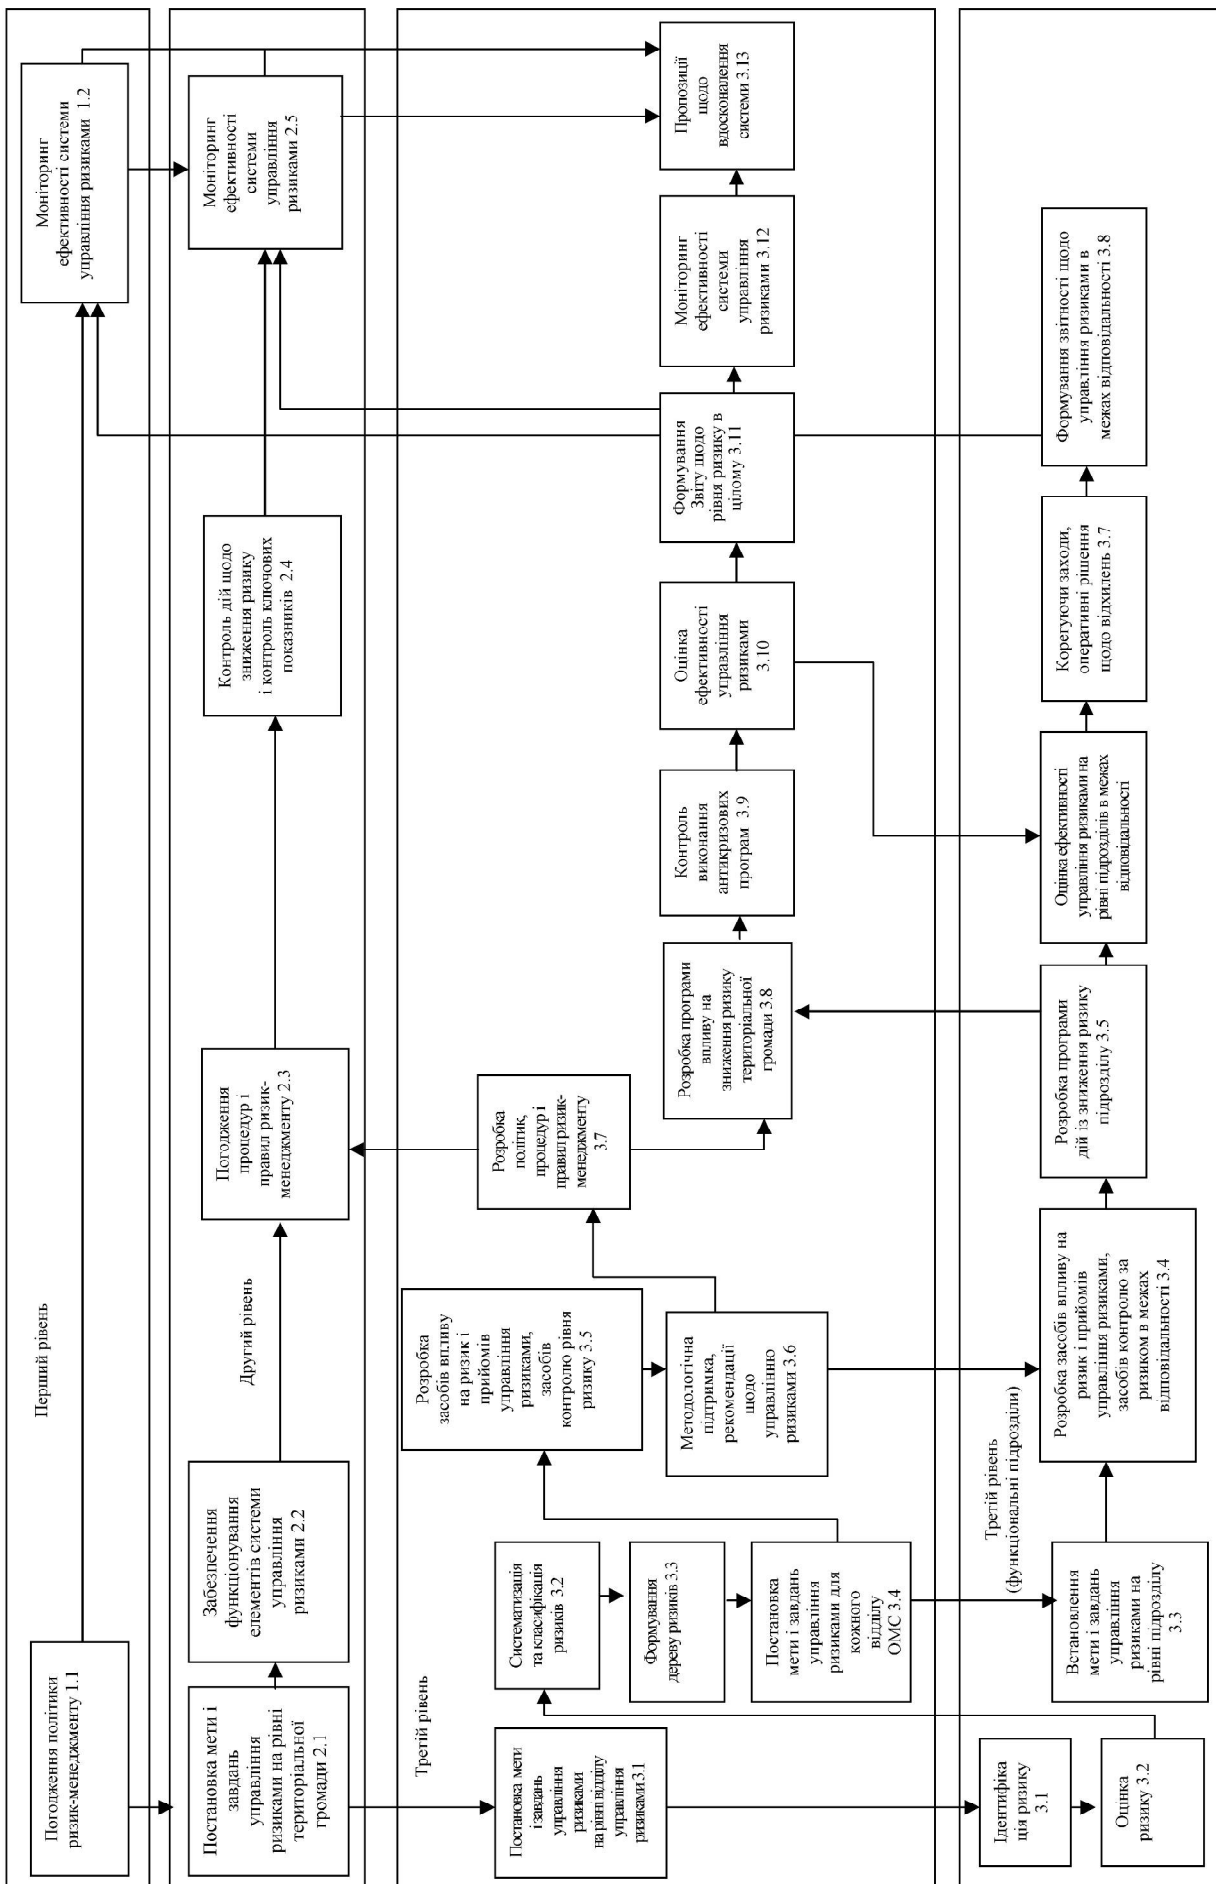 Перший рівень
Погодження політики
ризик-менеджменту 1.1
Моніторинг
ефективності системи
управління ризиками 1.2
Другий рівень
Постановка мети і
завдань
управління
ризиками на рівні
територіальної
громади 2.1
Забезпечення
функціонування
елементів системи
управління
ризиками 2.2
Погодження
процедур і
правил ризик-
менеджменту 2.3
Контроль дій щодо
зниження ризику
і контроль ключових
показників 2.4
Моніторинг
ефективності
системи
управління
ризиками 2.5
Третій рівень
Постановка мети
і завдань
управління
ризиками
на рівні відділу
управління
ризиками 3.1
Систематизація
та класифікація
ризиків 3.2
Формування
дереву ризиків 3.3
Постановка
мети і завдань
управління
ризиками для
кожного
відділу
ОМС 3.4
Розробка
засобів впливу
на ризик і
прийомів
управління
ризиками,
засобів
контролю рівня
ризику 3.5
Методологічна
підтримка,
рекомендації
щодо
управлінню
ризиками 3.6
Розробка
політик,
процедур і
правил ризик-
менеджменту
3.7
Розробка програми
впливу на
зниження ризику
територіальної
громади 3.8
Контроль
виконання
антикризових
програм 3.9
Оцінка
ефективності
управління
ризиками
3.10
Формування
Звіту щодо
рівня ризику в
цілому 3.11
Моніторинг
ефективності
системи
управління
ризиками 3.12
Пропозиції
щодо
вдосконалення
системи 3.13
Третій рівень
(функціональні підрозділи)
Ідентифіка
ція ризику
3.1
Оцінка
ризику 3.2
Встановлення
мети і завдань
управління
ризиками на
рівні підрозділу
3.3
Розробка засобів впливу на
ризик і прийомів
управління ризиками,
засобів контролю за
ризиком в межах
відповідальності 3.4
Розробка програми
дій із зниження ризику
підрозділу 3.5
Оцінка ефективності
управління ризиками на
рівні підрозділів в межах
відповідальності
Корегуючи заходи,
оперативні рішення
щодо відхилень 3.7
Формування звітності щодо
управління ризиками в
межах відповідальності 3.8